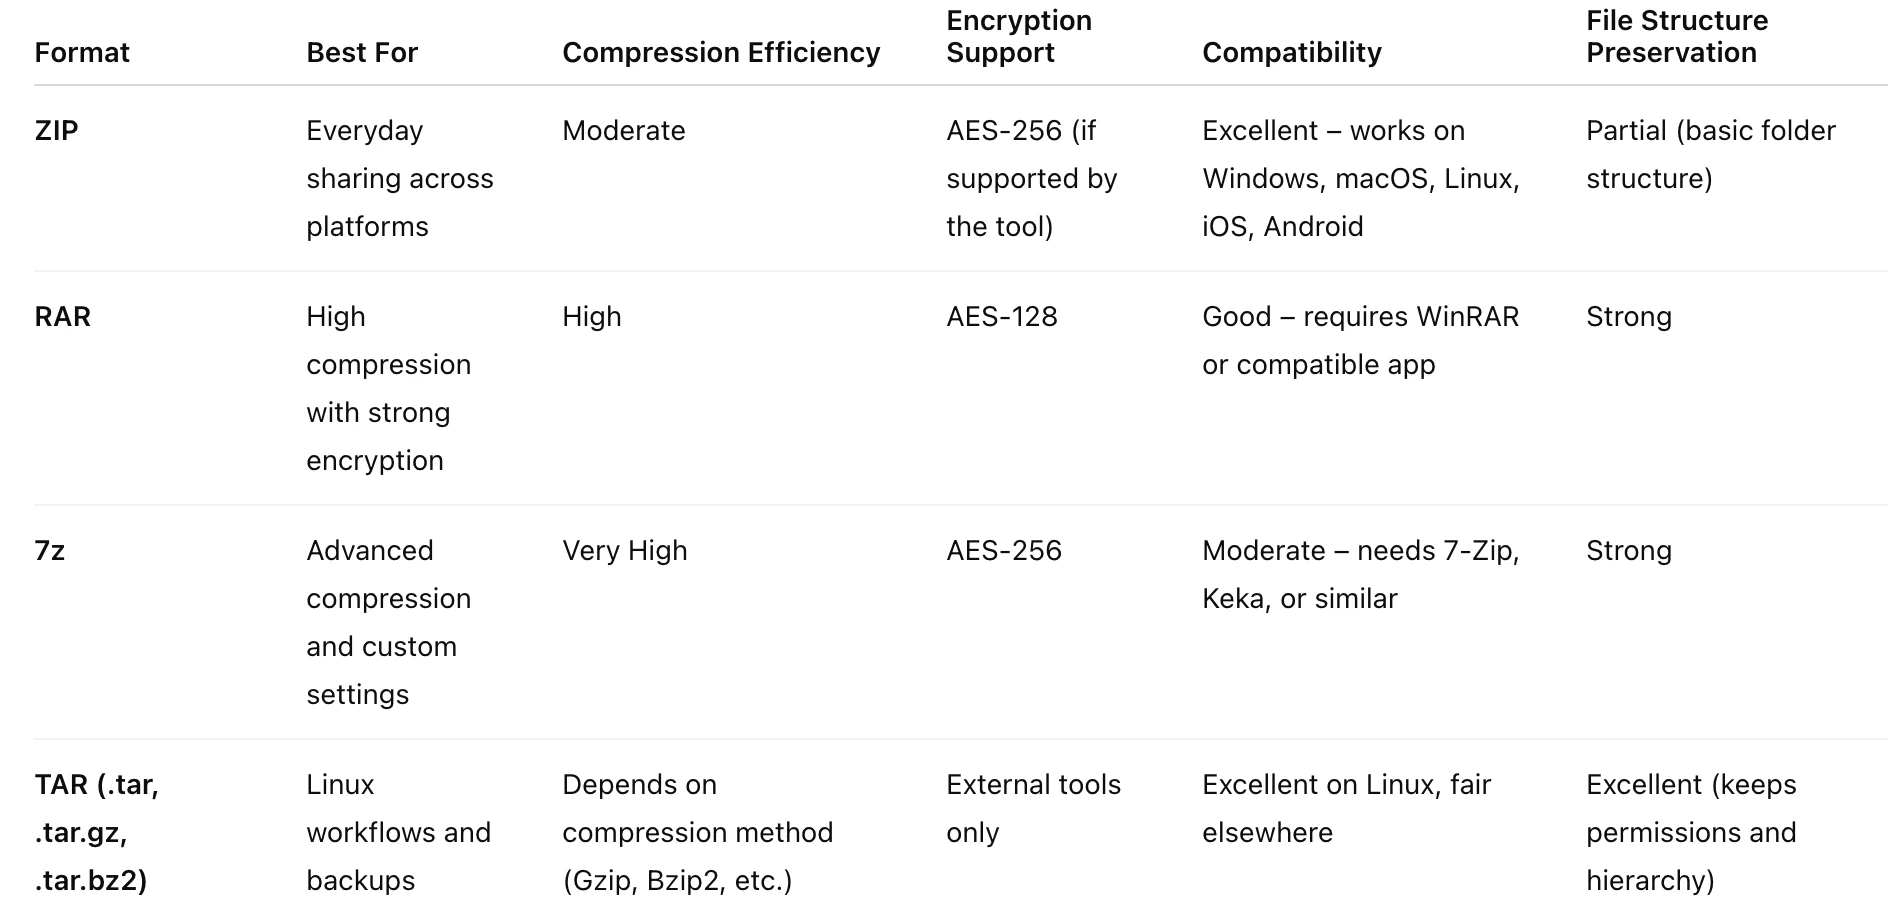 Format
Best For
Compression Efficiency
Encryption
Support
Compatibility
File Structure
Preservation
ZIP
Everyday
sharing across
platforms
Moderate
AES-256 (if
supported by
the tool)
Excellent – works on
Windows, macOS, Linux,
iOS, Android
Partial (basic folder
structure)
RAR
High
compression
with strong
encryption
High
AES-128
Good – requires WinRAR
or compatible app
Strong
7z
Advanced
compression
and custom
settings
Very High
AES-256
Moderate – needs 7-Zip,
Keka, or similar
Strong
TAR (.tar,
.tar.gz,
.tar.bz2)
Linux
workflows and
backups
Depends on
compression method
(Gzip, Bzip2, etc.)
External tools
only
Excellent on Linux, fair
elsewhere
Excellent (keeps
permissions and
hierarchy)